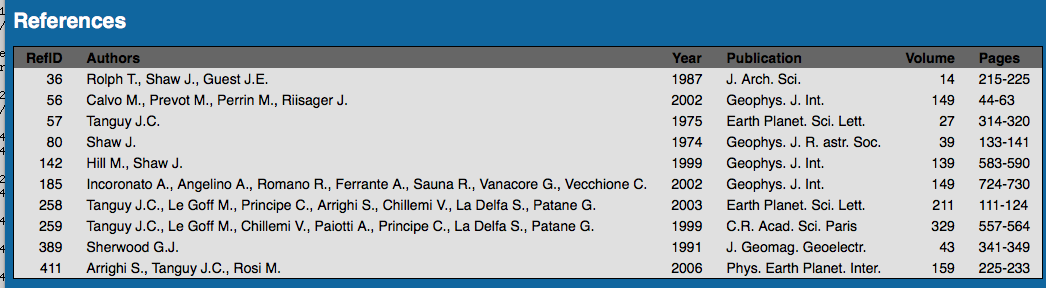 References
RefID Authors Year Publication Volume Pages
36 Rolph T., Shaw J., Guest J.E. 1987 J. Arch. Sci. 14 215-225
56 Calvo M., Prevot M., Perrin M., Riisager J. 2002 Geophys. J. Int. 149 44-63
57 Tanguy J.C. 1975 Earth Planet. Sci. Lett. 27 314-320
80 Shaw J. 1974 Geophys. J. R. astr. Soc. 39 133-141
142 Hill M., Shaw J. 1999 Geophys. J. Int. 139 583-590
185 Incoronato A., Angelino A., Romano R., Ferrante A., Sauna R., Vanacore G., Vecchione C. 2002 Geophys. J. Int. 149 724-730
258 Tanguy J.C., Le Goff M., Principe C., Arrighi S., Chillemi V., La Delfa S., Patane G. 2003 Earth Planet. Sci. Lett. 211 111-124
259 Tanguy J.C., Le Goff M., Chillemi V., Paiotti A., Principe C., La Delfa S., Patane G. 1999 C.R. Acad. Sci. Paris 329 557-564
389 Sherwood G.J. 1991 J. Geomag. Geoelectr. 43 341-349
411 Arrighi S., Tanguy J.C., Rosi M. 2006 Phys. Earth Planet. Inter. 159 225-233